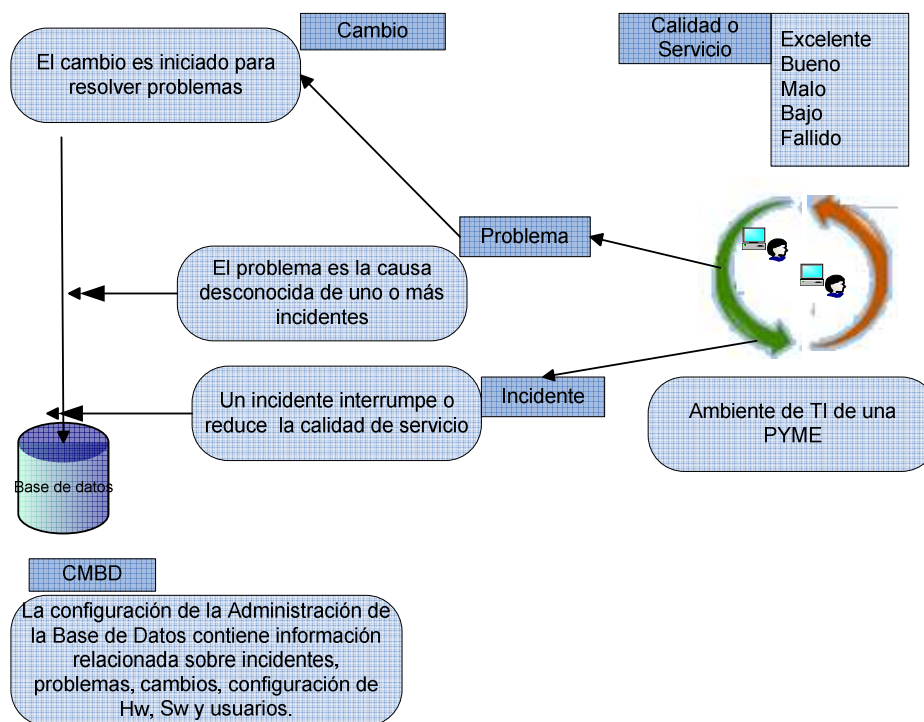 Cambio
El cambio es iniciado para
resolver problemas
Calidad o
Servicio
Excelente
Bueno
Malo
Bajo
Fallido
Problema
El problema es la causa
desconocida de uno o más
incidentes
Incidente
Un incidente interrumpe o
reduce la calidad de servicio
Ambiente de TI de una
PYME
Base de datos
CMBD
La configuración de la Administración de
la Base de Datos contiene información
relacionada sobre incidentes,
problemas, cambios, configuración de
Hw, Sw y usuarios.